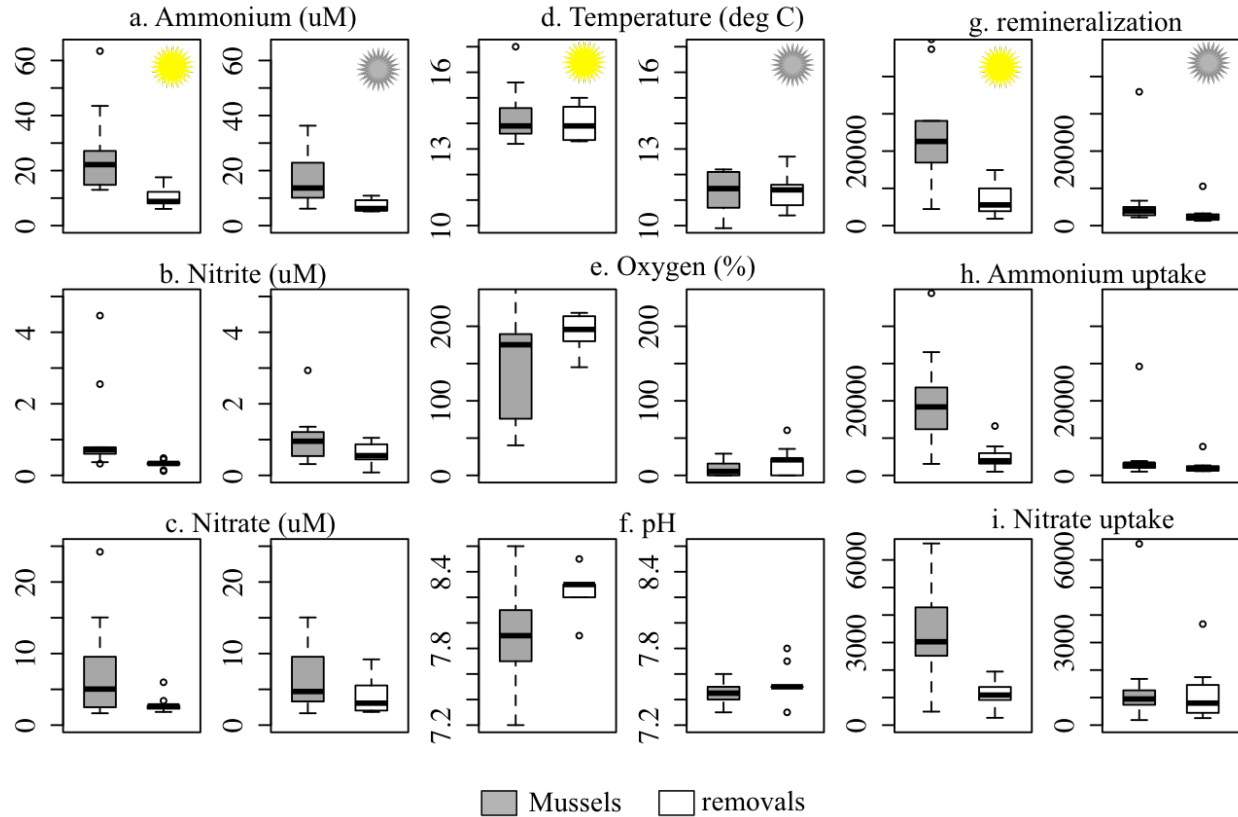 a. Ammonium (uM)
0 20 40 60
0 20 40 60
d. Temperature (deg C)
10 13 16
10 13 16
g. remineralization
0 20000
0 20000
b. Nitrite (uM)
0 2 4
0 2 4
e. Oxygen (%)
0 100 200
0 100 200
h. Ammonium uptake
0 20000
0 20000
c. Nitrate (uM)
0 10 20
0 10 20
f. pH
7.2 7.8 8.4
7.2 7.8 8.4
i. Nitrate uptake
0 3000 6000
0 3000 6000
Mussels removals